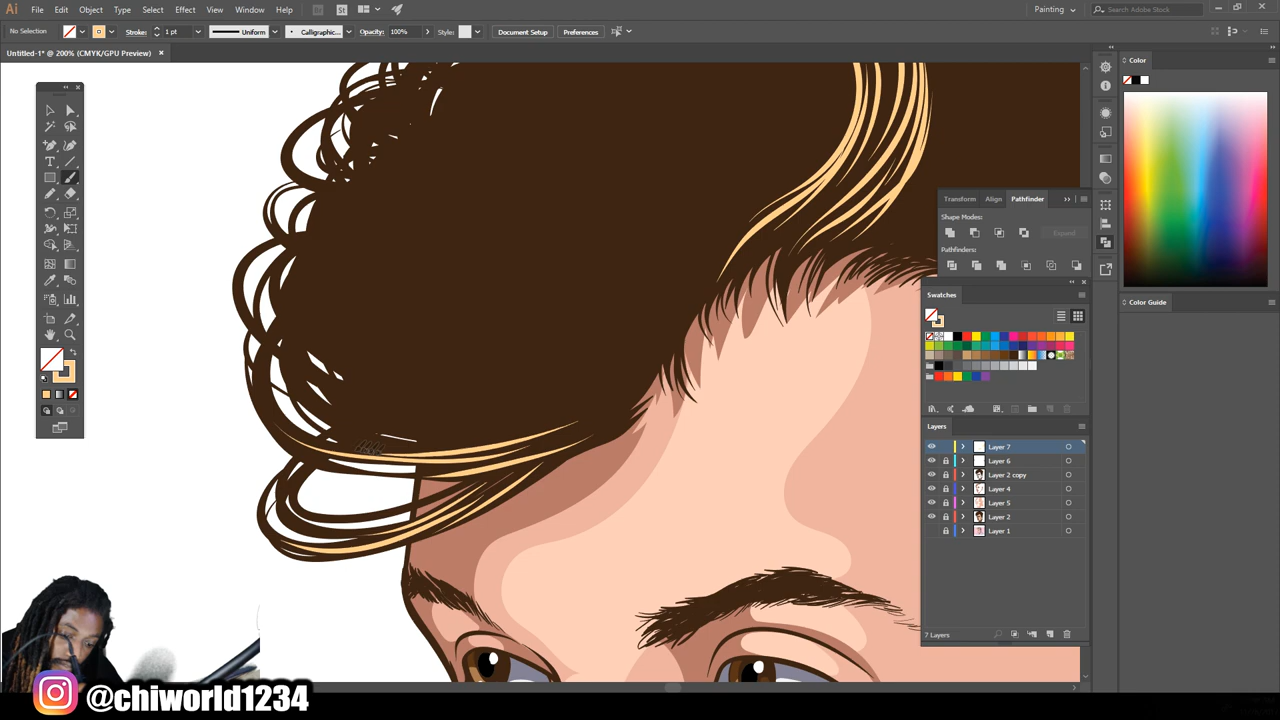 Ai File Edit Object Type Select Effect View Window Help Br St Painting Search Adobe Stock
No Selection Stroke: 1 pt Uniform Calligraphic... Opacity: 100% Style: Document Setup Preferences
Untitled-1* @ 200% (CMYK/GPU Preview)
Color
Transform Align Pathfinder
Shape Modes:
Expand
Pathfinders:
Swatches
Color Guide
Layers
Layer 7
Layer 6
Layer 2 copy
Layer 4
Layer 5
Layer 2
Layer 1
7 Layers
@chiworld1234